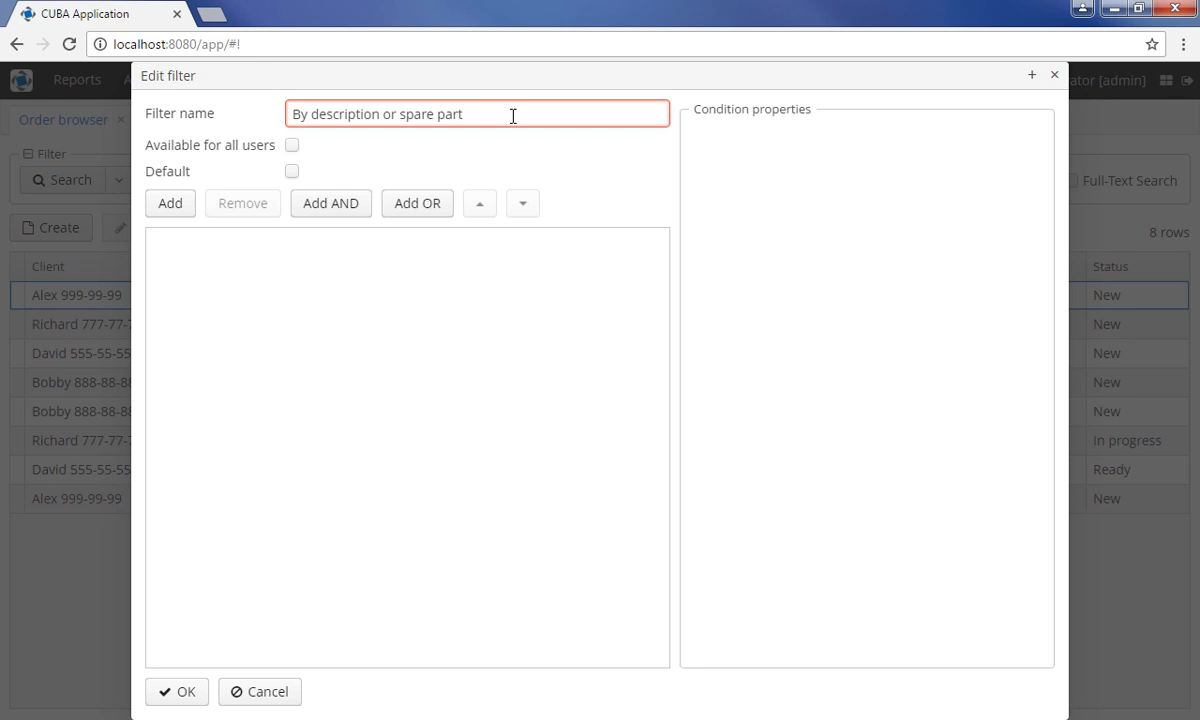 CUBA Application
localhost:8080/app/#!
Reports
Edit filter
[admin]
Order browser
Filter
Search
Full-Text Search
Create
8 rows
Filter name
By description or spare part
Available for all users
Default
Add
Remove
Add AND
Add OR
Condition properties
Client
Status
Alex 999-99-99
New
Richard 777-77-7
New
David 555-55-55
New
Bobby 888-88-88
New
Bobby 888-88-88
New
Richard 777-77-7
In progress
David 555-55-55
Ready
Alex 999-99-99
New
OK
Cancel